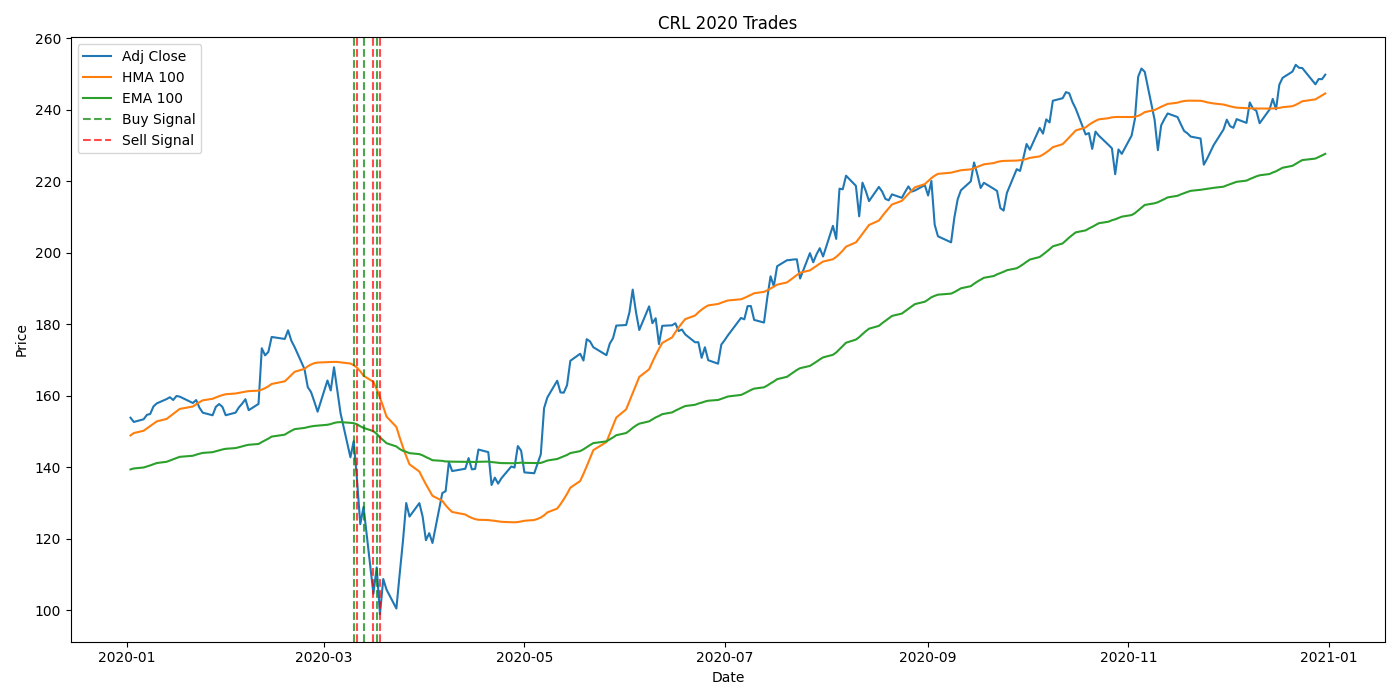 CRL 2020 Trades
Adj Close
HMA 100
EMA 100
Buy Signal
Sell Signal
Price
260
240
220
200
180
160
140
120
100
2020-01
2020-03
2020-05
2020-07
2020-09
2020-11
2021-01
Date